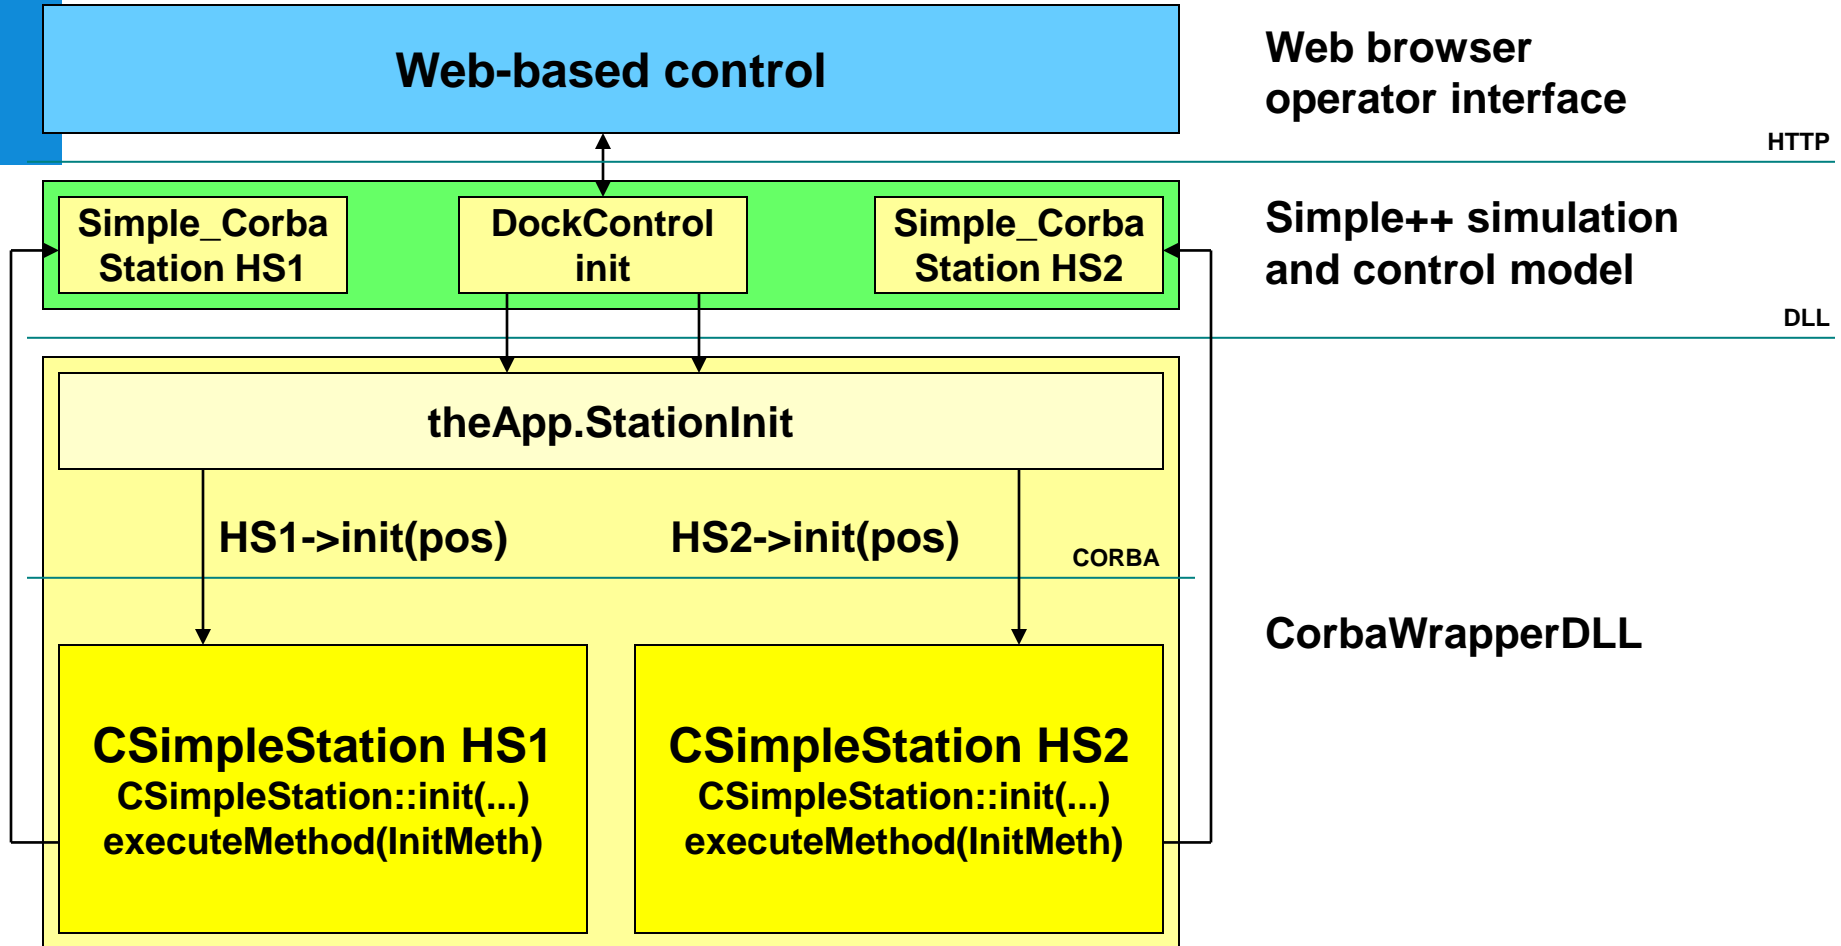 Web-based control
Web browser
operator interface
HTTP
Simple_Corba
Station HS1
DockControl
init
Simple_Corba
Station HS2
Simple++ simulation
and control model
DLL
theApp.StationInit
HS1->init(pos)
HS2->init(pos)
CORBA
CorbaWrapperDLL
CSimpleStation HS1
CSimpleStation::init(...)
executeMethod(InitMeth)
CSimpleStation HS2
CSimpleStation::init(...)
executeMethod(InitMeth)